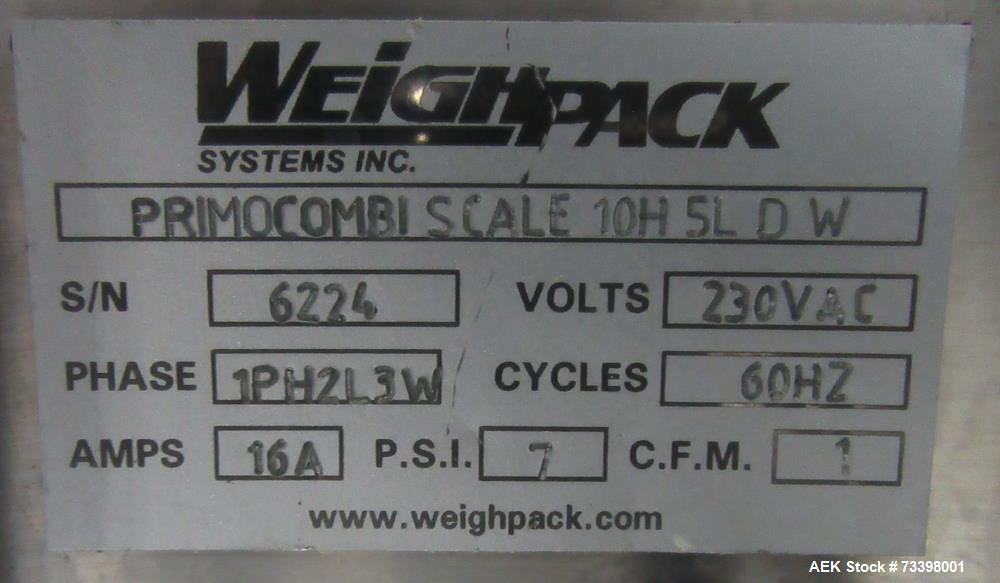 WEiGHPACK
SYSTEMS INC.
PRIMOCOMBI SCALE 10H 5L D W
S/N 6224 VOLTS 230VAC
PHASE 1PH2L3W CYCLES 60HZ
AMPS 16A P.S.I. 7 C.F.M. 1
www.weighpack.com
AEK Stock # 73398001